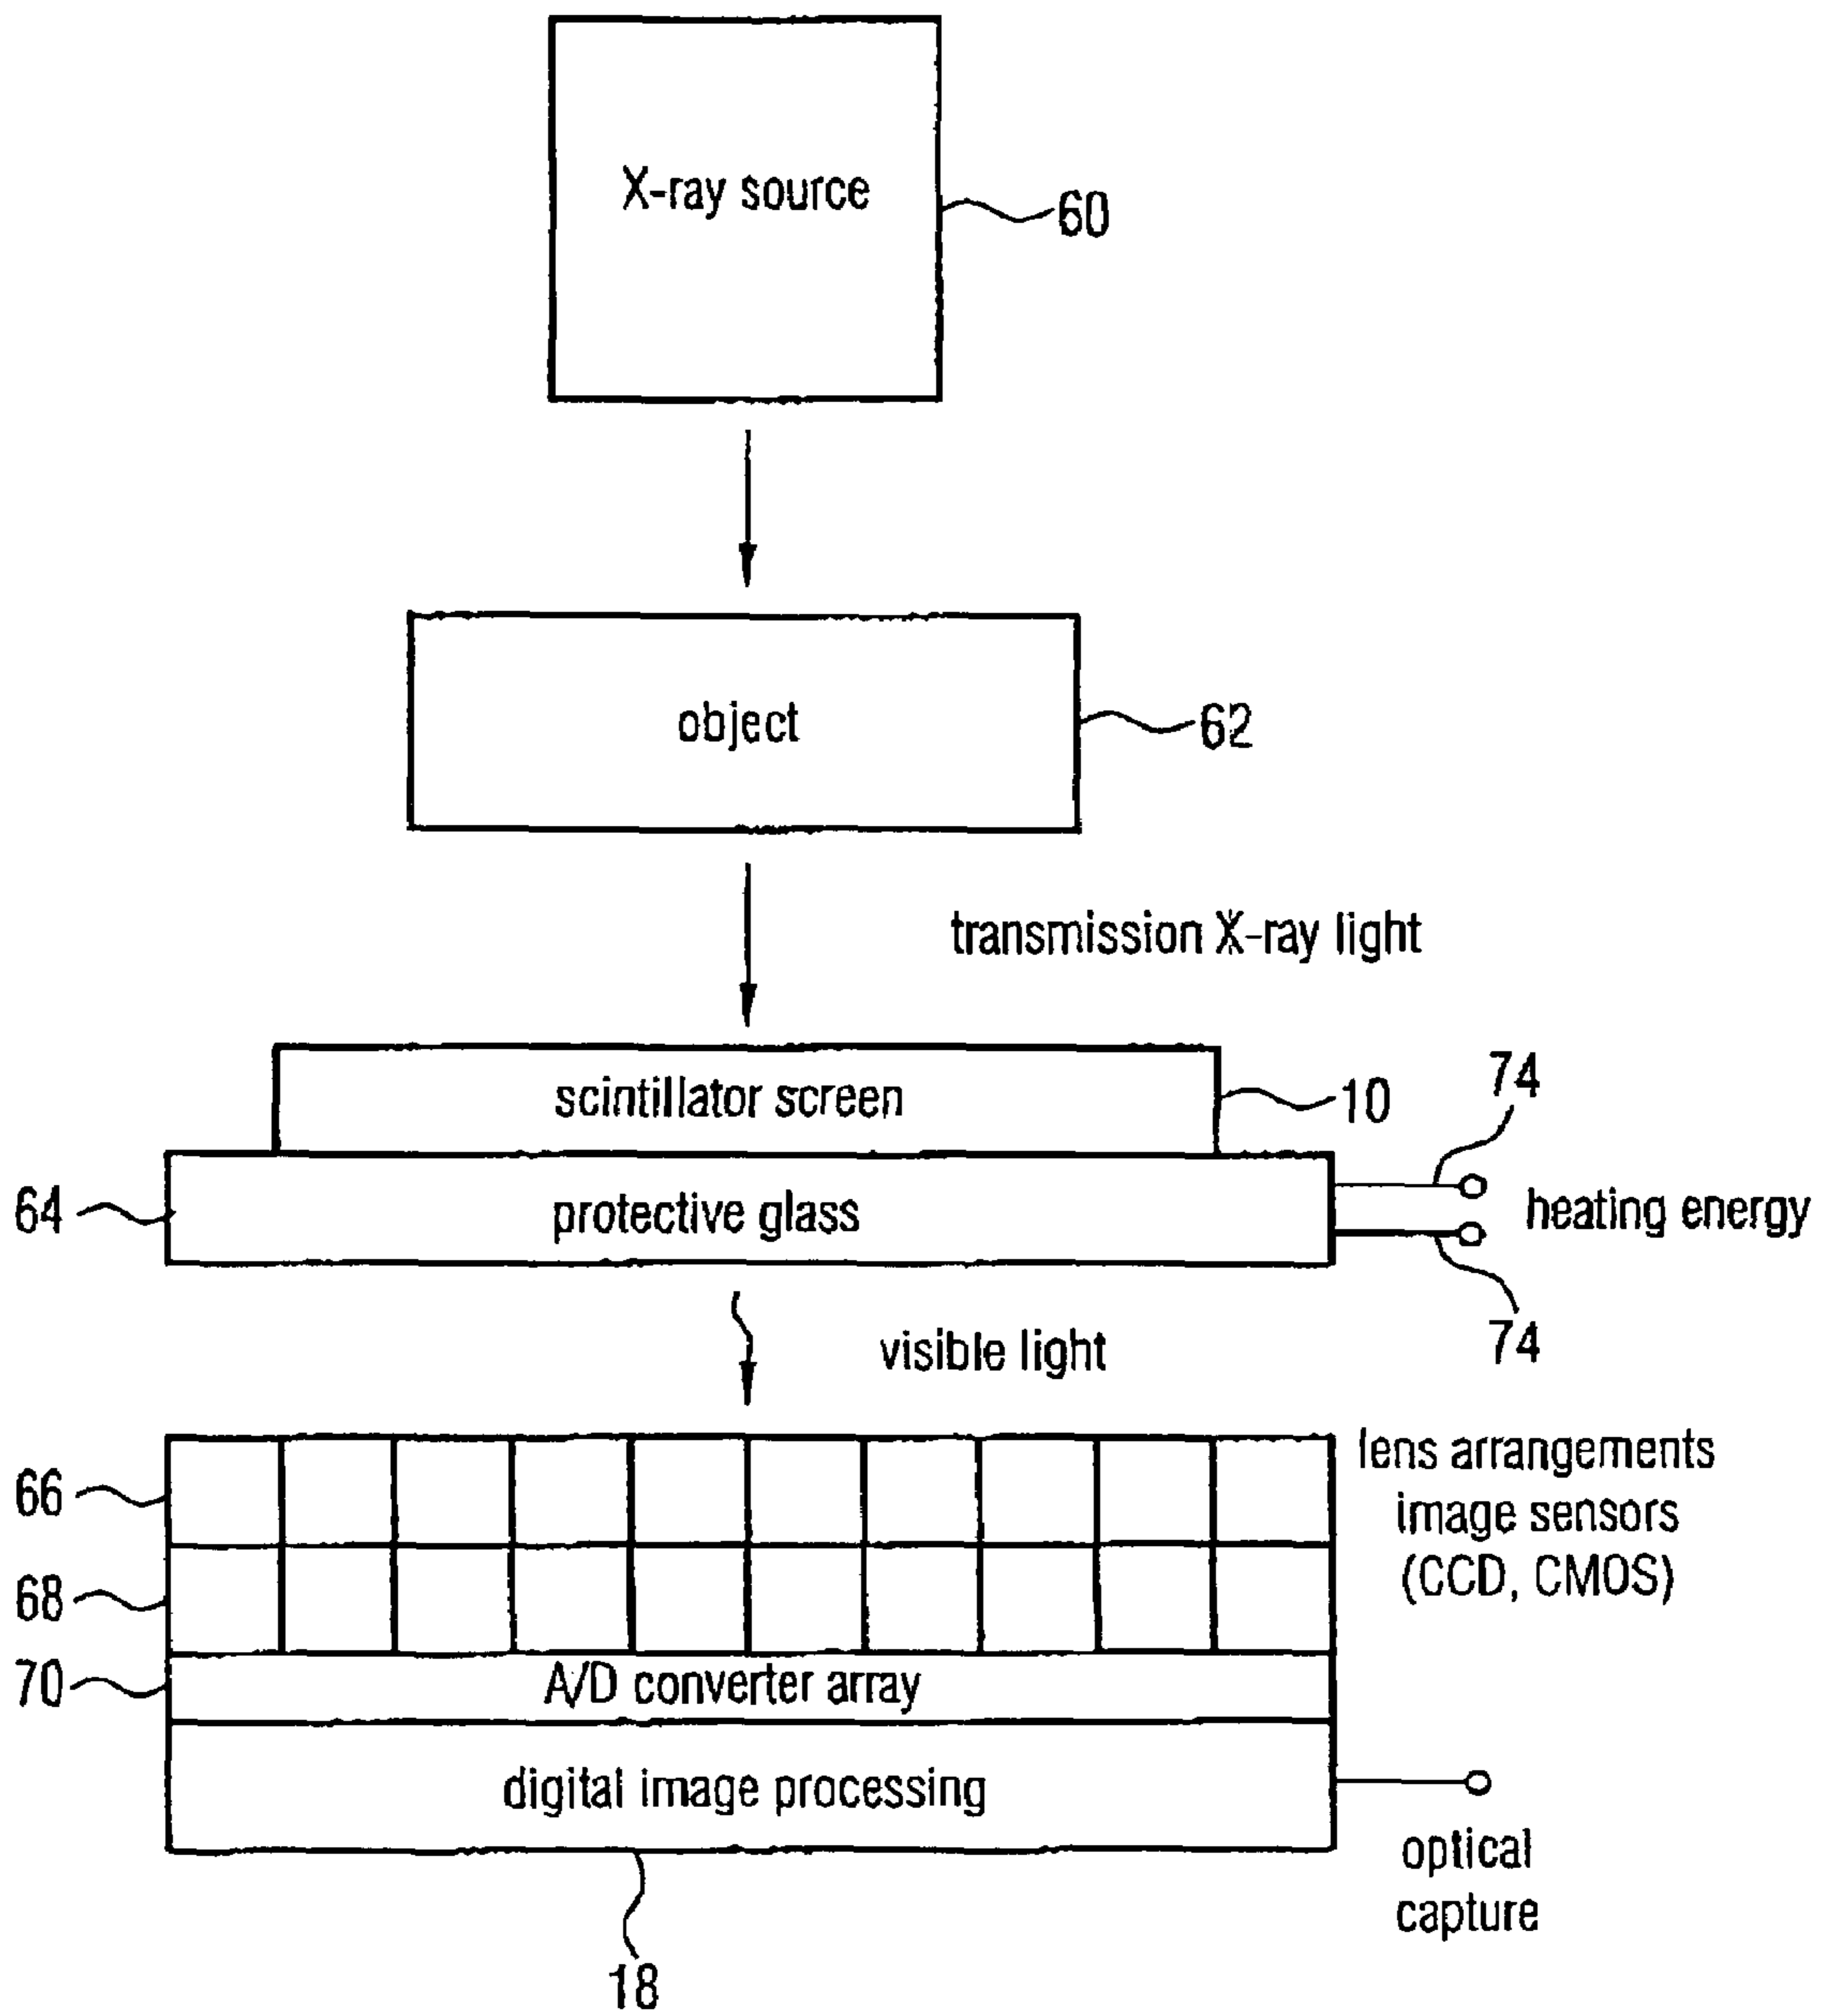 X-ray source
60
object
62
transmission X-ray light
scintillator screen
10
74
64
protective glass
heating energy
74
visible light
66
lens arrangements
image sensors
(CCD, CMOS)
68
70
A/D converter array
digital image processing
optical
capture
18